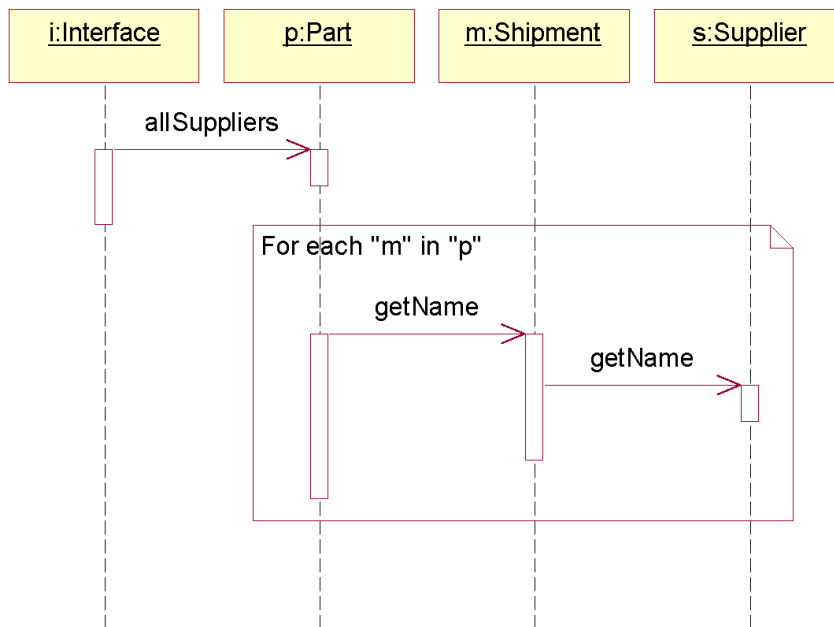 i:Interface
p:Part
m:Shipment
s:Supplier
allSuppliers
For each "m" in "p"
getName
getName